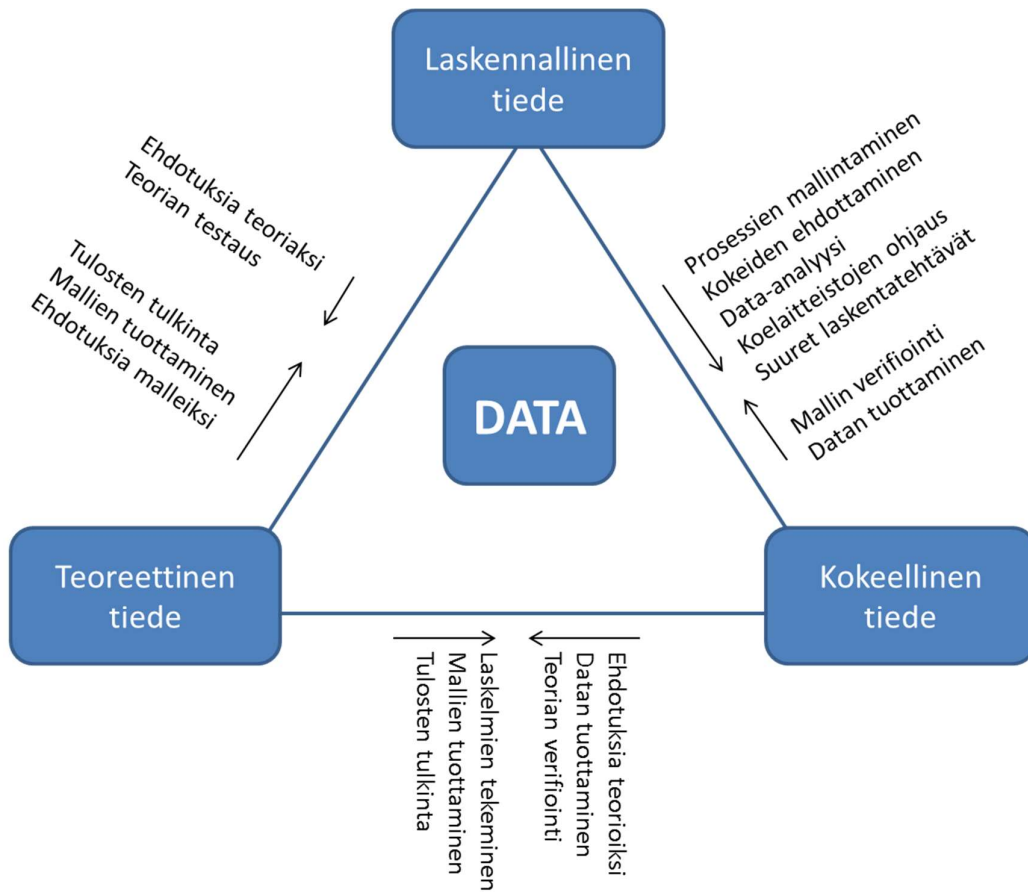 Laskennallinen
tiede
Ehdotuksia teoriaksi
Teorian testaus
Tulosten tulkinta
Mallien tuottaminen
Ehdotuksia malleiksi
Prosessien mallintaminen
Kokeiden ehdottaminen
Data-analyysi
Koelaitteistojen ohjaus
Suuret laskentatehtävät
Mallin verifiointi
Datan tuottaminen
DATA
Teoreettinen
tiede
Kokeellinen
tiede
Laskelmien tekeminen
Mallien tuottaminen
Tulosten tulkinta
Ehdotuksia teorioiksi
Datan tuottaminen
Teorian verifiointi